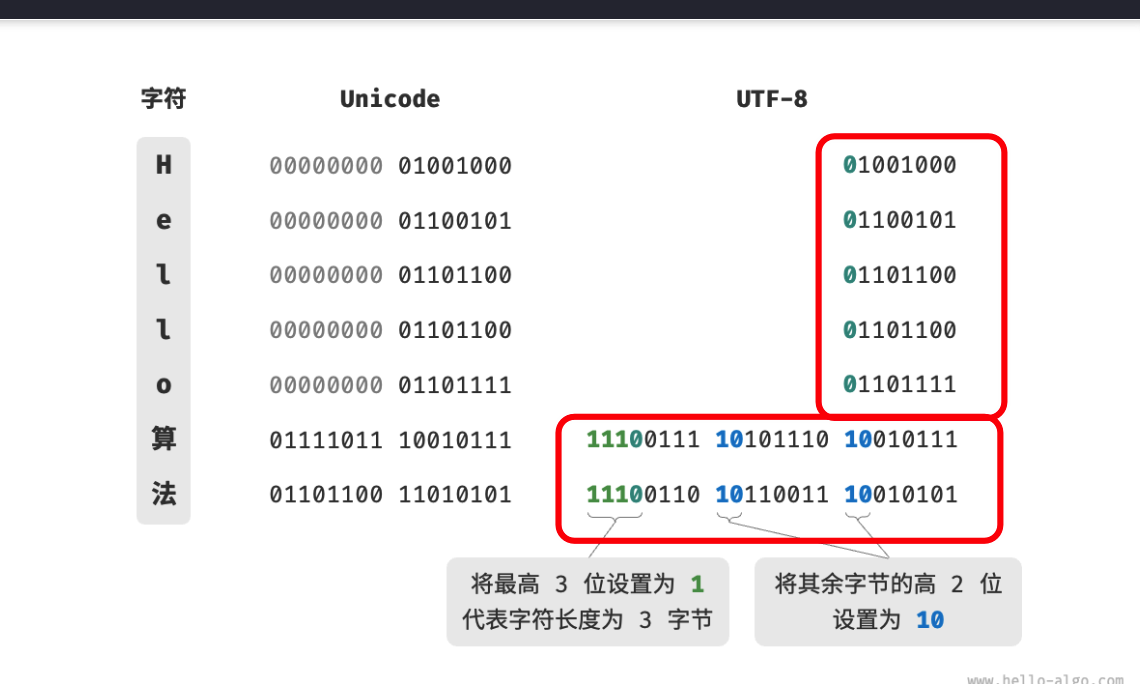 字符 Unicode UTF-8
H 00000000 01001000 01001000
e 00000000 01100101 01100101
l 00000000 01101100 01101100
l 00000000 01101100 01101100
o 00000000 01101111 01101111
算 01111011 10010111 11100111 10101110 10010111
法 01101100 11010101 11100110 10110011 10010101
将最高 3 位设置为 1
代表字符长度为 3 字节
将其余字节的高 2 位
设置为 10
www.hello-algo.com